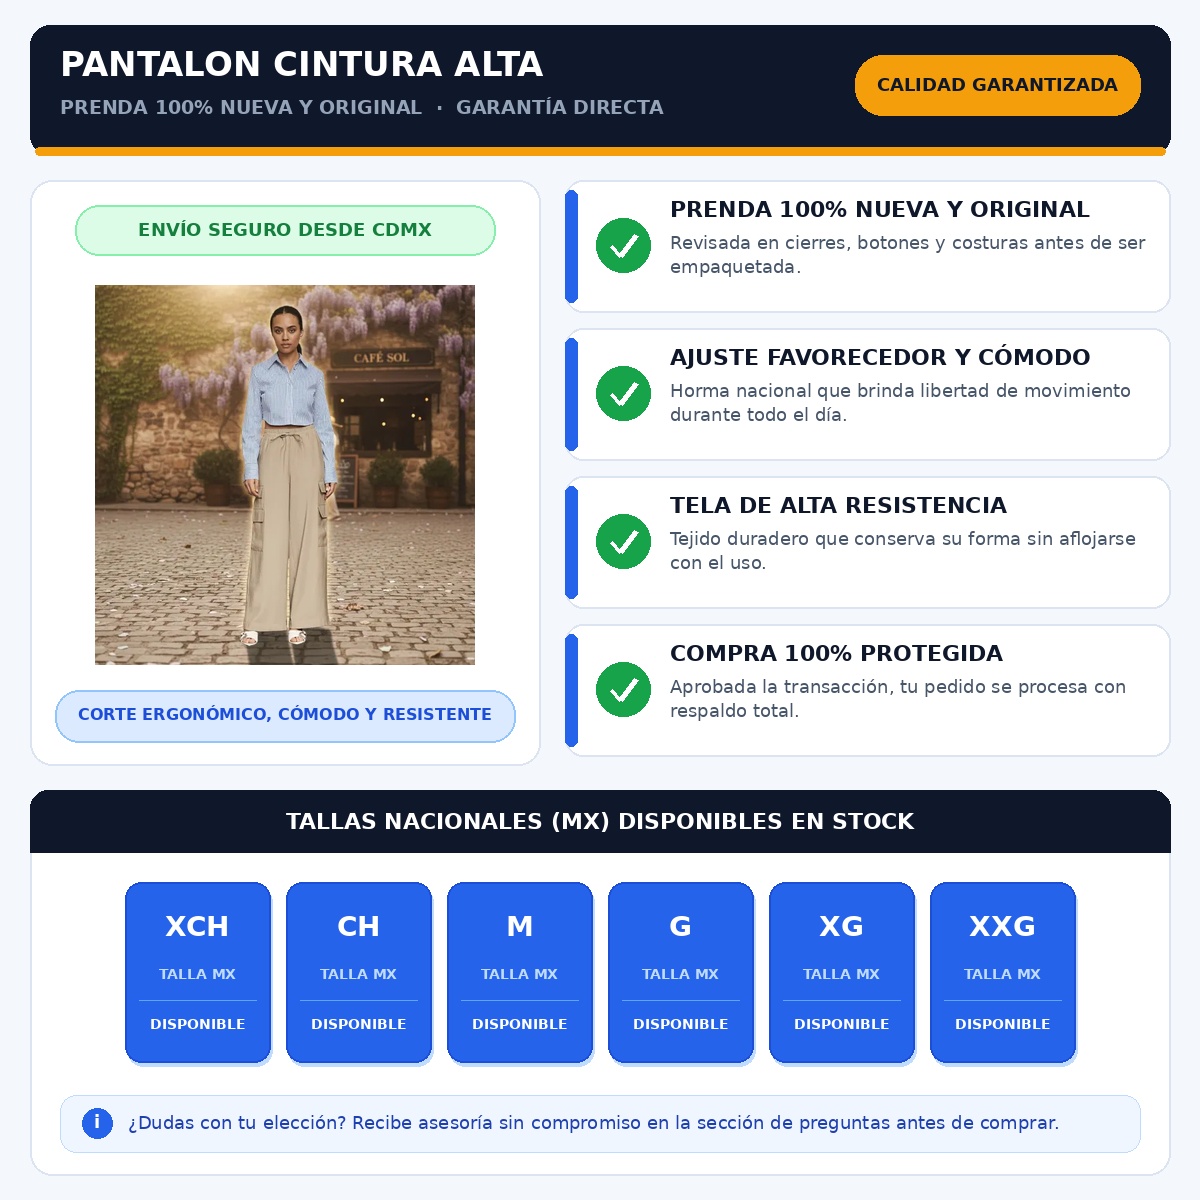 PANTALON CINTURA ALTA
PRENDA 100% NUEVA Y ORIGINAL · GARANTÍA DIRECTA
CALIDAD GARANTIZADA
ENVÍO SEGURO DESDE CDMX
CAFÉ SOL
CORTE ERGONÓMICO, CÓMODO Y RESISTENTE
PRENDA 100% NUEVA Y ORIGINAL
Revisada en cierres, botones y costuras antes de ser
empaquetada.
AJUSTE FAVORECEDOR Y CÓMODO
Horma nacional que brinda libertad de movimiento
durante todo el día.
TELA DE ALTA RESISTENCIA
Tejido duradero que conserva su forma sin aflojarse
con el uso.
COMPRA 100% PROTEGIDA
Aprobada la transacción, tu pedido se procesa con
respaldo total.
TALLAS NACIONALES (MX) DISPONIBLES EN STOCK
XCH
TALLA MX
DISPONIBLE
CH
TALLA MX
DISPONIBLE
M
TALLA MX
DISPONIBLE
G
TALLA MX
DISPONIBLE
XG
TALLA MX
DISPONIBLE
XXG
TALLA MX
DISPONIBLE
i
¿Dudas con tu elección? Recibe asesoría sin compromiso en la sección de preguntas antes de comprar.